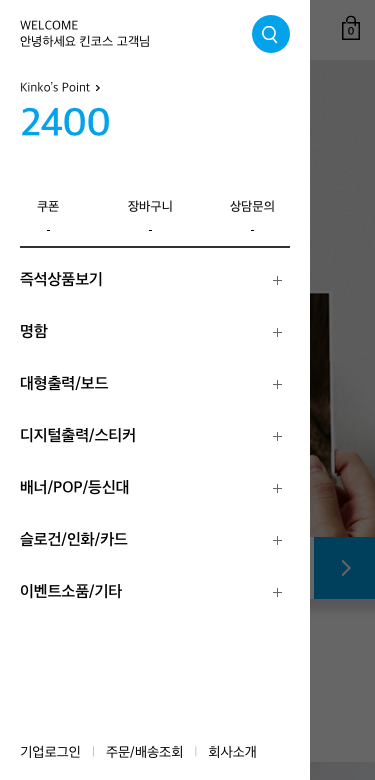 WELCOME
안녕하세요 킨코스 고객님
0
Kinko's Point
2400
쿠폰 장바구니 상담문의
- - -
즉석상품보기
명함
대형출력/보드
디지털출력/스티커
배너/POP/등신대
슬로건/인화/카드
이벤트소품/기타
기업로그인 주문/배송조회 회사소개